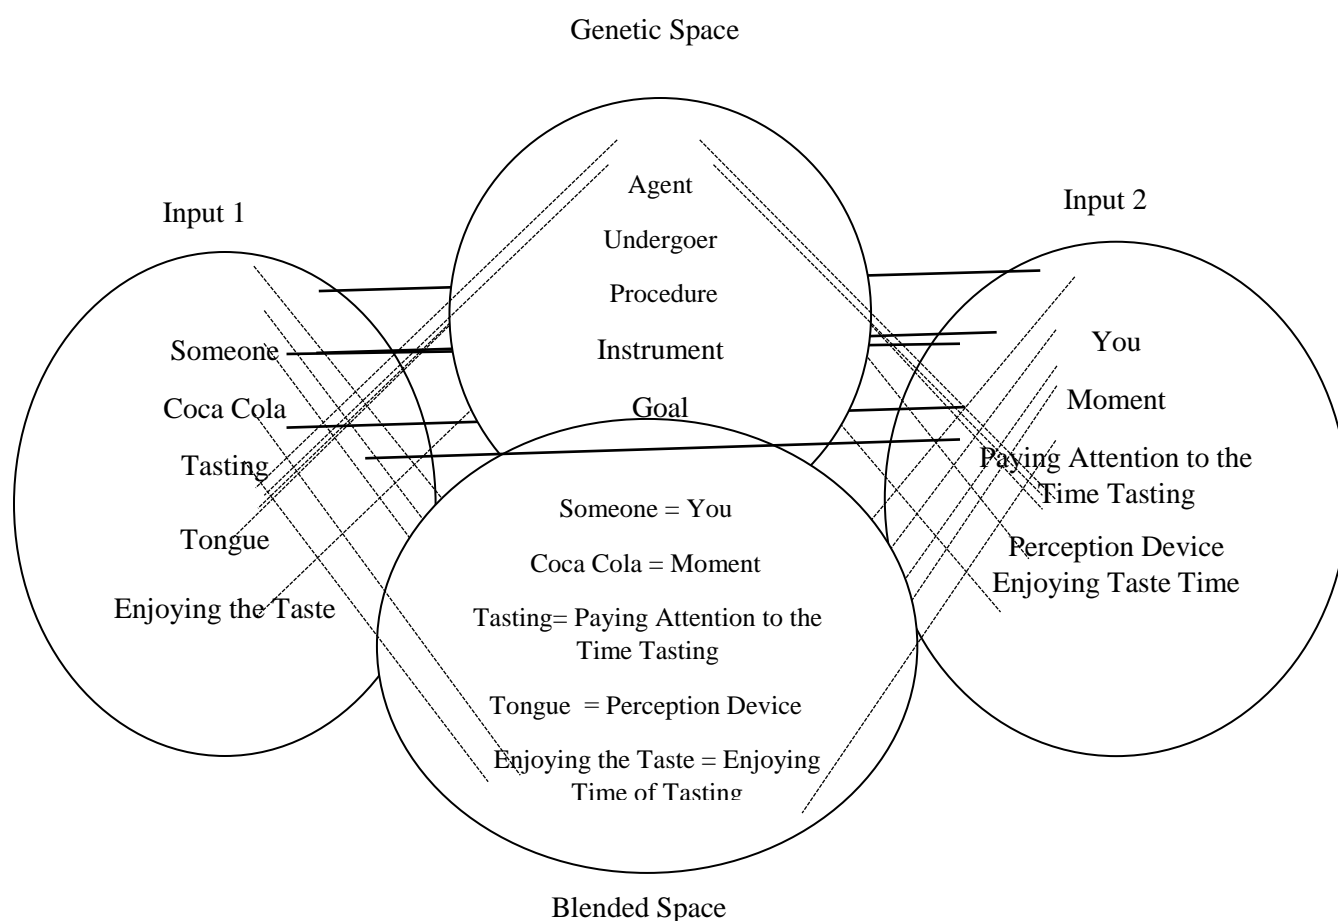 Genetic Space
Agent
Undergoer
Procedure
Instrument
Goal
Input 1
Someone
Coca Cola
Tasting
Tongue
Enjoying the Taste
Input 2
You
Moment
Paying Attention to the
Time Tasting
Perception Device
Enjoying Taste Time
Someone = You
Coca Cola = Moment
Tasting= Paying Attention to the
Time Tasting
Tongue = Perception Device
Enjoying the Taste = Enjoying
Time of Tasting
Blended Space